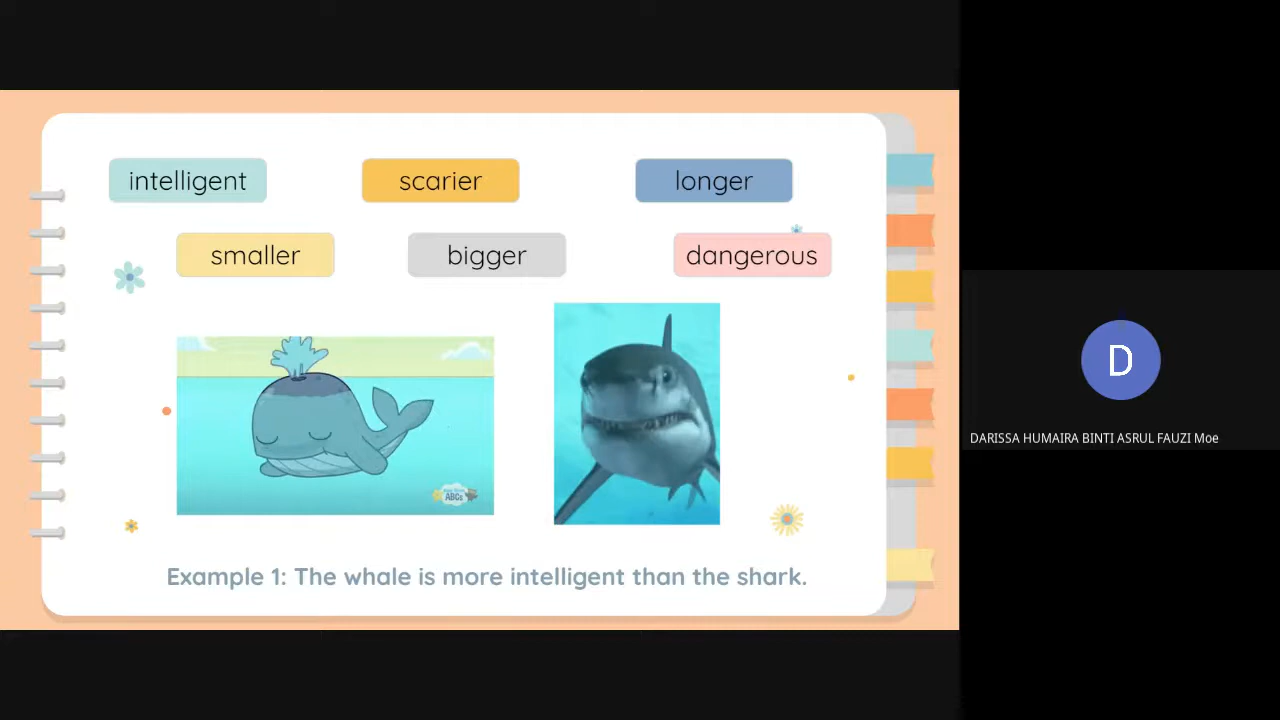 intelligent
scarier
longer
smaller
bigger
dangerous
ABCs
D
DARISSA HUMAIRA BINTI ASRUL FAUZI Moe
Example 1: The whale is more intelligent than the shark.